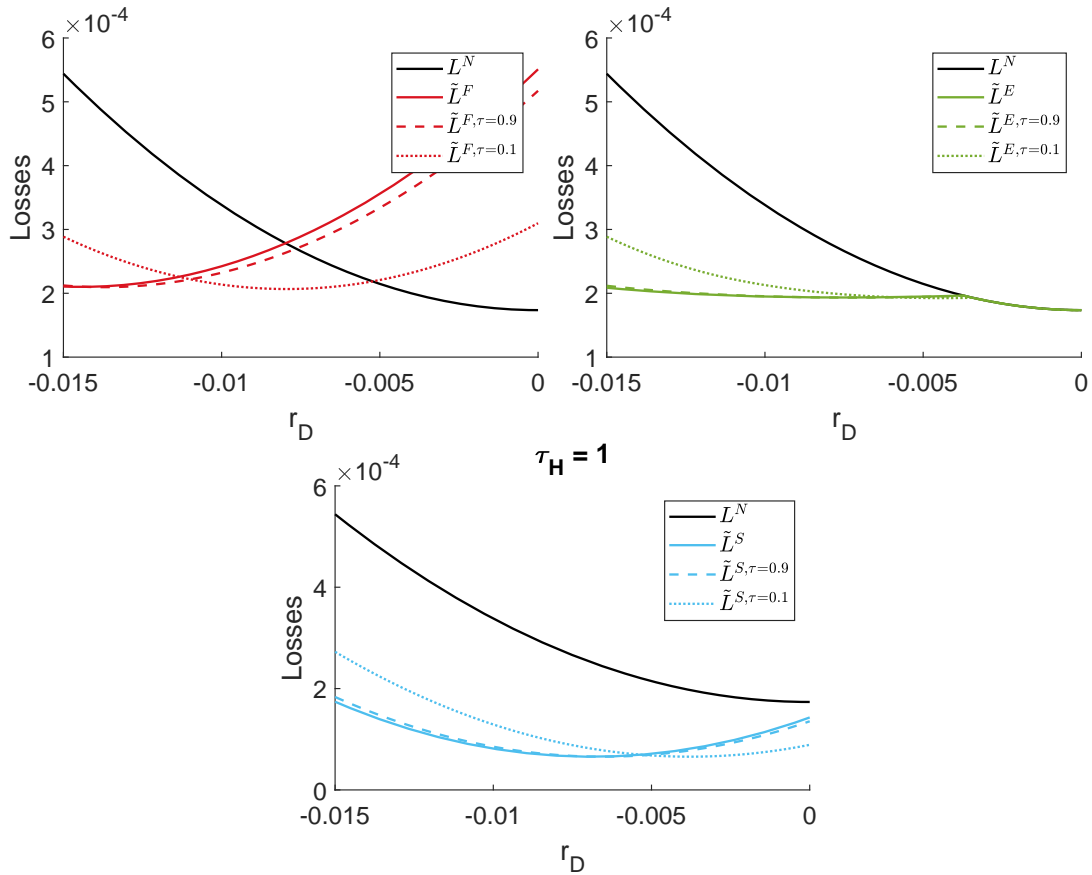 ×10⁻⁴
6
5
4
3
2
1
Losses
-0.015
-0.01
-0.005
0
r_D
L^N
L̃^F
L̃^{F,τ=0.9}
L̃^{F,τ=0.1}
×10⁻⁴
6
5
4
3
2
1
Losses
-0.015
-0.01
-0.005
0
r_D
L^N
L̃^E
L̃^{E,τ=0.9}
L̃^{E,τ=0.1}
τ_H = 1
×10⁻⁴
6
4
2
0
Losses
-0.015
-0.01
-0.005
0
r_D
L^N
L̃^S
L̃^{S,τ=0.9}
L̃^{S,τ=0.1}